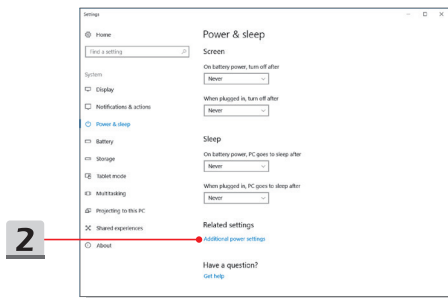 Settings
Home
Find a setting
System
Display
Notifications & actions
Power & sleep
Battery
Storage
Tablet mode
Multitasking
Projecting to this PC
Shared experiences
About
Power & sleep
Screen
On battery power, turn off after
Never
When plugged in, turn off after
Never
Sleep
On battery power, PC goes to sleep after
Never
When plugged in, PC goes to sleep after
Never
Related settings
Additional power settings
Have a question?
Get help
2